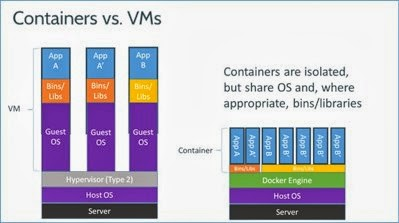 Containers vs. VMs
App
A
App
A'
App
B
Bins/
Libs
Bins/
Libs
Bins/
Libs
VM
Guest
OS
Guest
OS
Guest
OS
Hypervisor (Type 2)
Host OS
Server
Containers are isolated,
but share OS and, where
appropriate, bins/libraries
Container
App A
App A'
App B
App B'
App B'
App B'
App B'
Bins/Libs
Bins/Libs
Docker Engine
Host OS
Server